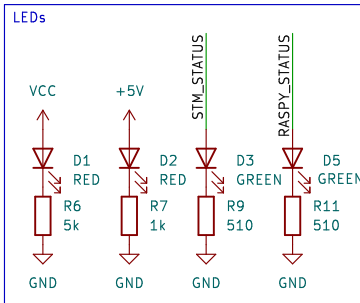 LEDs
VCC
+5V
STM_STATUS
RASPY_STATUS
D1
RED
D2
RED
D3
GREEN
D5
GREEN
R6
5k
R7
1k
R9
510
R11
510
GND
GND
GND
GND